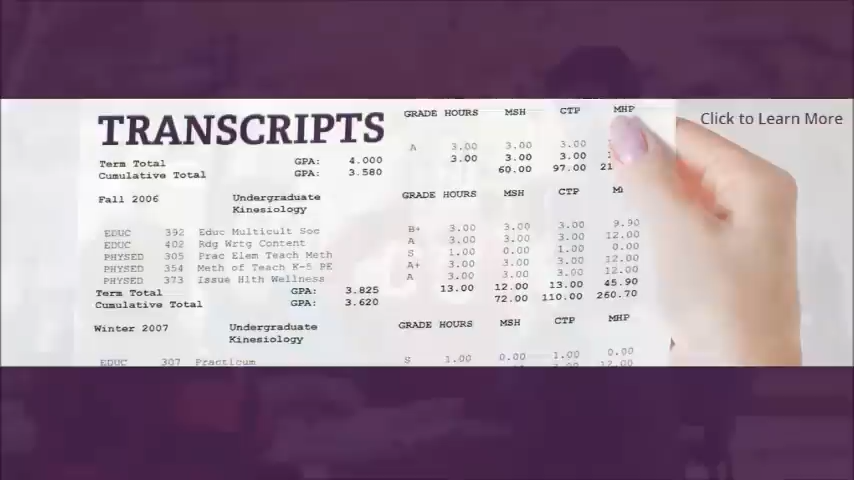 TRANSCRIPTS
Click to Learn More
GRADE HOURS MSH CTP MHP
A 3.00 3.00 3.00
Term Total GPA: 4.000 3.00 3.00 3.00
Cumulative Total GPA: 3.580 60.00 97.00
Fall 2006 Undergraduate GRADE HOURS MSH CTP
Kinesiology
EDUC 392 Educ Multicult Soc B+ 3.00 3.00 3.00 9.90
EDUC 402 Rdg Wrtg Content A 3.00 3.00 3.00 12.00
PHYSED 305 Prac Elem Teach Meth S 1.00 0.00 1.00 0.00
PHYSED 354 Meth of Teach K-5 PE A+ 3.00 3.00 3.00 12.00
PHYSED 373 Issue Hlth Wellness A 3.00 3.00 3.00 12.00
Term Total GPA: 3.825 13.00 12.00 13.00 45.90
Cumulative Total GPA: 3.620 72.00 110.00 260.70
Winter 2007 Undergraduate GRADE HOURS MSH CTP MHP
Kinesiology
EDUC 307 Practicum S 1.00 0.00 1.00 0.00
12.00